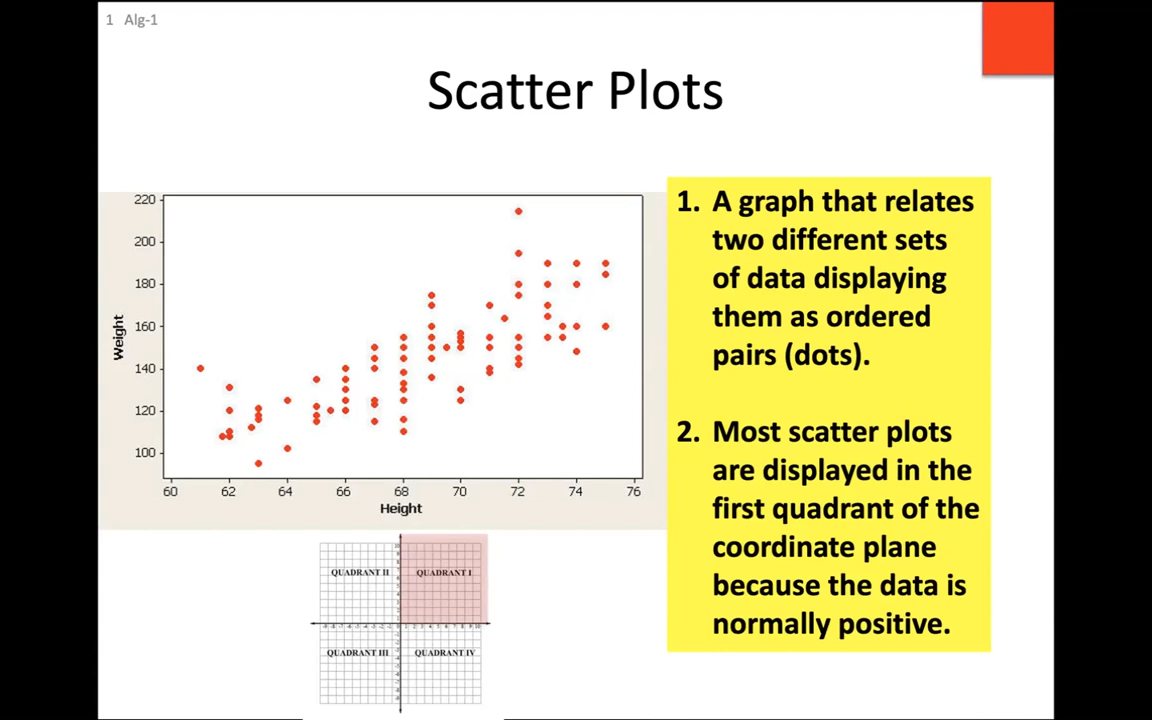 1 Alg-1
Scatter Plots
220
200
180
160
140
120
100
Weight
60 62 64 66 68 70 72 74 76
Height
1. A graph that relates
two different sets
of data displaying
them as ordered
pairs (dots).
2. Most scatter plots
are displayed in the
first quadrant of the
coordinate plane
because the data is
normally positive.
QUADRANT II QUADRANT I
QUADRANT III QUADRANT IV